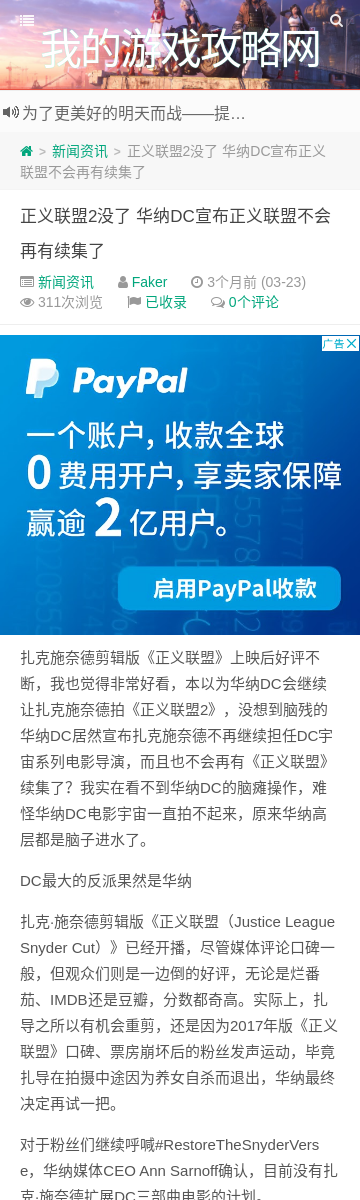 我的游戏攻略网
为了更美好的明天而战——提…
> 新闻资讯 > 正义联盟2没了 华纳DC宣布正义
联盟不会再有续集了
正义联盟2没了 华纳DC宣布正义联盟不会
再有续集了
新闻资讯 Faker 3个月前 (03-23)
311次浏览 已收录 0个评论
广告
PayPal
一个账户，收款全球
0费用开户，享卖家保障
赢逾2亿用户。
启用PayPal收款
扎克施奈德剪辑版《正义联盟》上映后好评不
断，我也觉得非常好看，本以为华纳DC会继续
让扎克施奈德拍《正义联盟2》，没想到脑残的
华纳DC居然宣布扎克施奈德不再继续担任DC宇
宙系列电影导演，而且也不会再有《正义联盟》
续集了？我实在看不到华纳DC的脑瘫操作，难
怪华纳DC电影宇宙一直拍不起来，原来华纳高
层都是脑子进水了。
DC最大的反派果然是华纳
扎克·施奈德剪辑版《正义联盟（Justice League
Snyder Cut）》已经开播，尽管媒体评论口碑一
般，但观众们则是一边倒的好评，无论是烂番
茄、IMDB还是豆瓣，分数都奇高。实际上，扎
导之所以有机会重剪，还是因为2017年版《正义
联盟》口碑、票房崩坏后的粉丝发声运动，毕竟
扎导在拍摄中途因为养女自杀而退出，华纳最终
决定再试一把。
对于粉丝们继续呼喊#RestoreTheSnyderVers
e，华纳媒体CEO Ann Sarnoff确认，目前没有扎
克·施奈德扩展DC三部曲电影的计划。